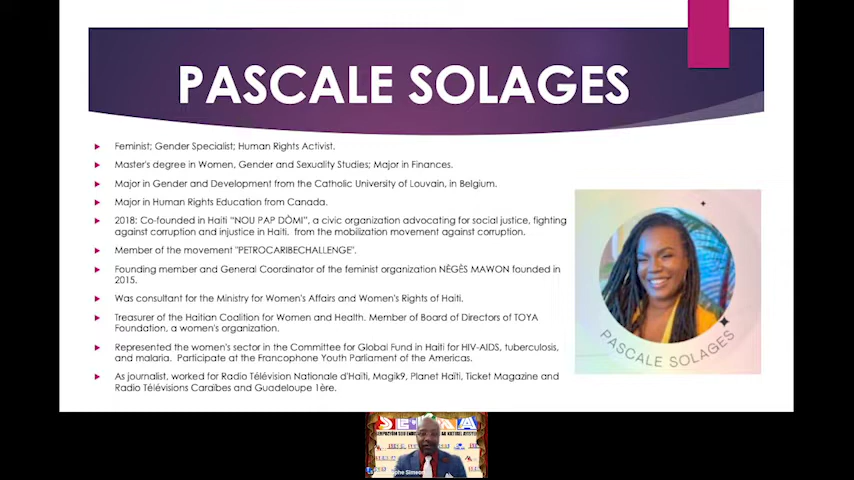 PASCALE SOLAGES
Feminist; Gender Specialist; Human Rights Activist.
Master's degree in Women, Gender and Sexuality Studies; Major in Finances.
Major in Gender and Development from the Catholic University of Louvain, in Belgium.
Major in Human Rights Education from Canada.
2018: Co-founded in Haiti "NOU PAP DÒMI", a civic organization advocating for social justice, fighting
against corruption and injustice in Haiti.  from the mobilization movement against corruption.
Member of the movement "PETROCARIBECHALLENGE".
Founding member and General Coordinator of the feminist organization NÈGÈS MAWON founded in
2015.
Was consultant for the Ministry for Women's Affairs and Women's Rights of Haiti.
Treasurer of the Haitian Coalition for Women and Health. Member of Board of Directors of TOYA
Foundation, a women's organization.
Represented the women's sector in the Committee for Global Fund in Haiti for HIV-AIDS, tuberculosis,
and malaria.  Participate at the Francophone Youth Parliament of the Americas.
As journalist, worked for Radio Télévision Nationale d'Haïti, Magik9, Planet Haïti, Ticket Magazine and
Radio Télévisions Caraïbes and Guadeloupe 1ère.
PASCALE SOLAGES